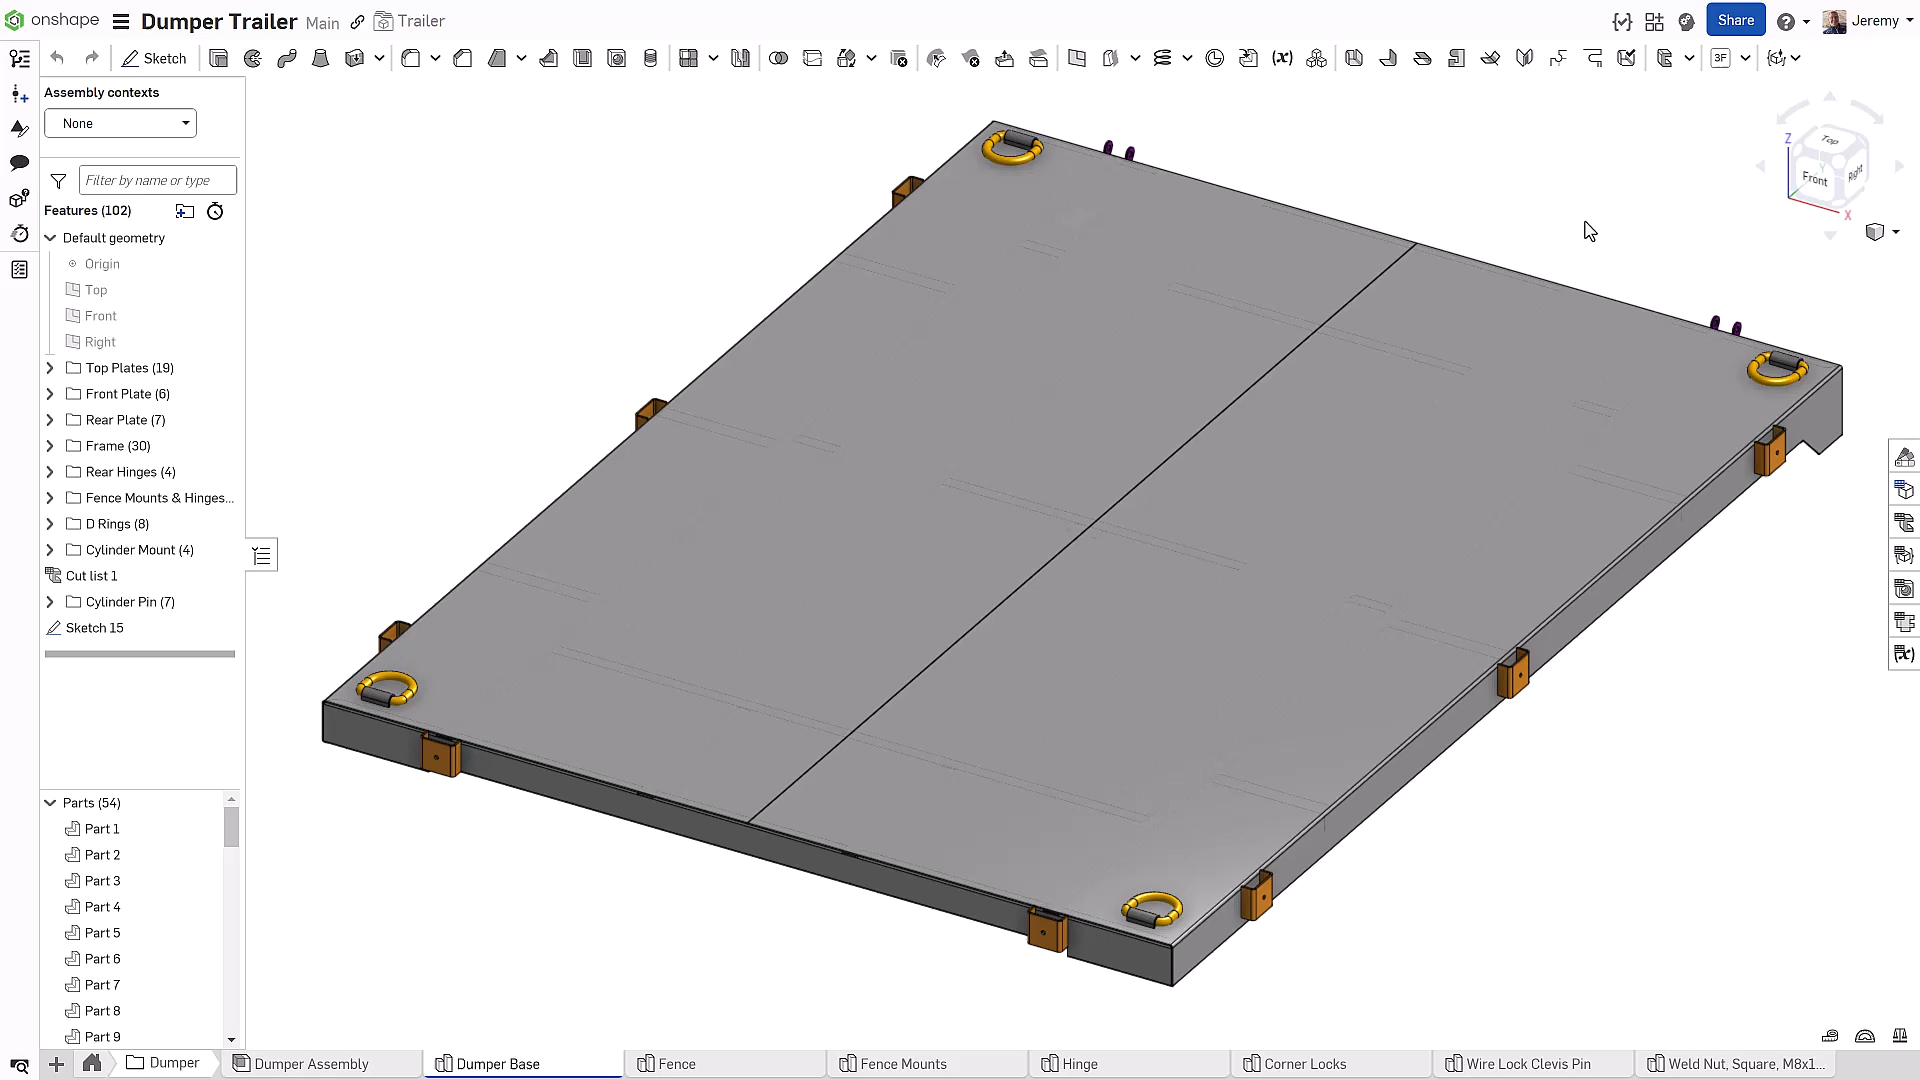 onshape
Dumper Trailer Main Trailer
Share
Jeremy
Sketch
(x)
3F
Assembly contexts
None
Filter by name or type
Features (102)
Default geometry
Origin
Top
Front
Right
Top Plates (19)
Front Plate (6)
Rear Plate (7)
Frame (30)
Rear Hinges (4)
Fence Mounts & Hinges...
D Rings (8)
Cylinder Mount (4)
Cut list 1
Cylinder Pin (7)
Sketch 15
Parts (54)
Part 1
Part 2
Part 3
Part 4
Part 5
Part 6
Part 7
Part 8
Part 9
Z
Top
Y
Front
Right
X
(x)
Dumper
Dumper Assembly
Dumper Base
Fence
Fence Mounts
Hinge
Corner Locks
Wire Lock Clevis Pin
Weld Nut, Square, M8x1...